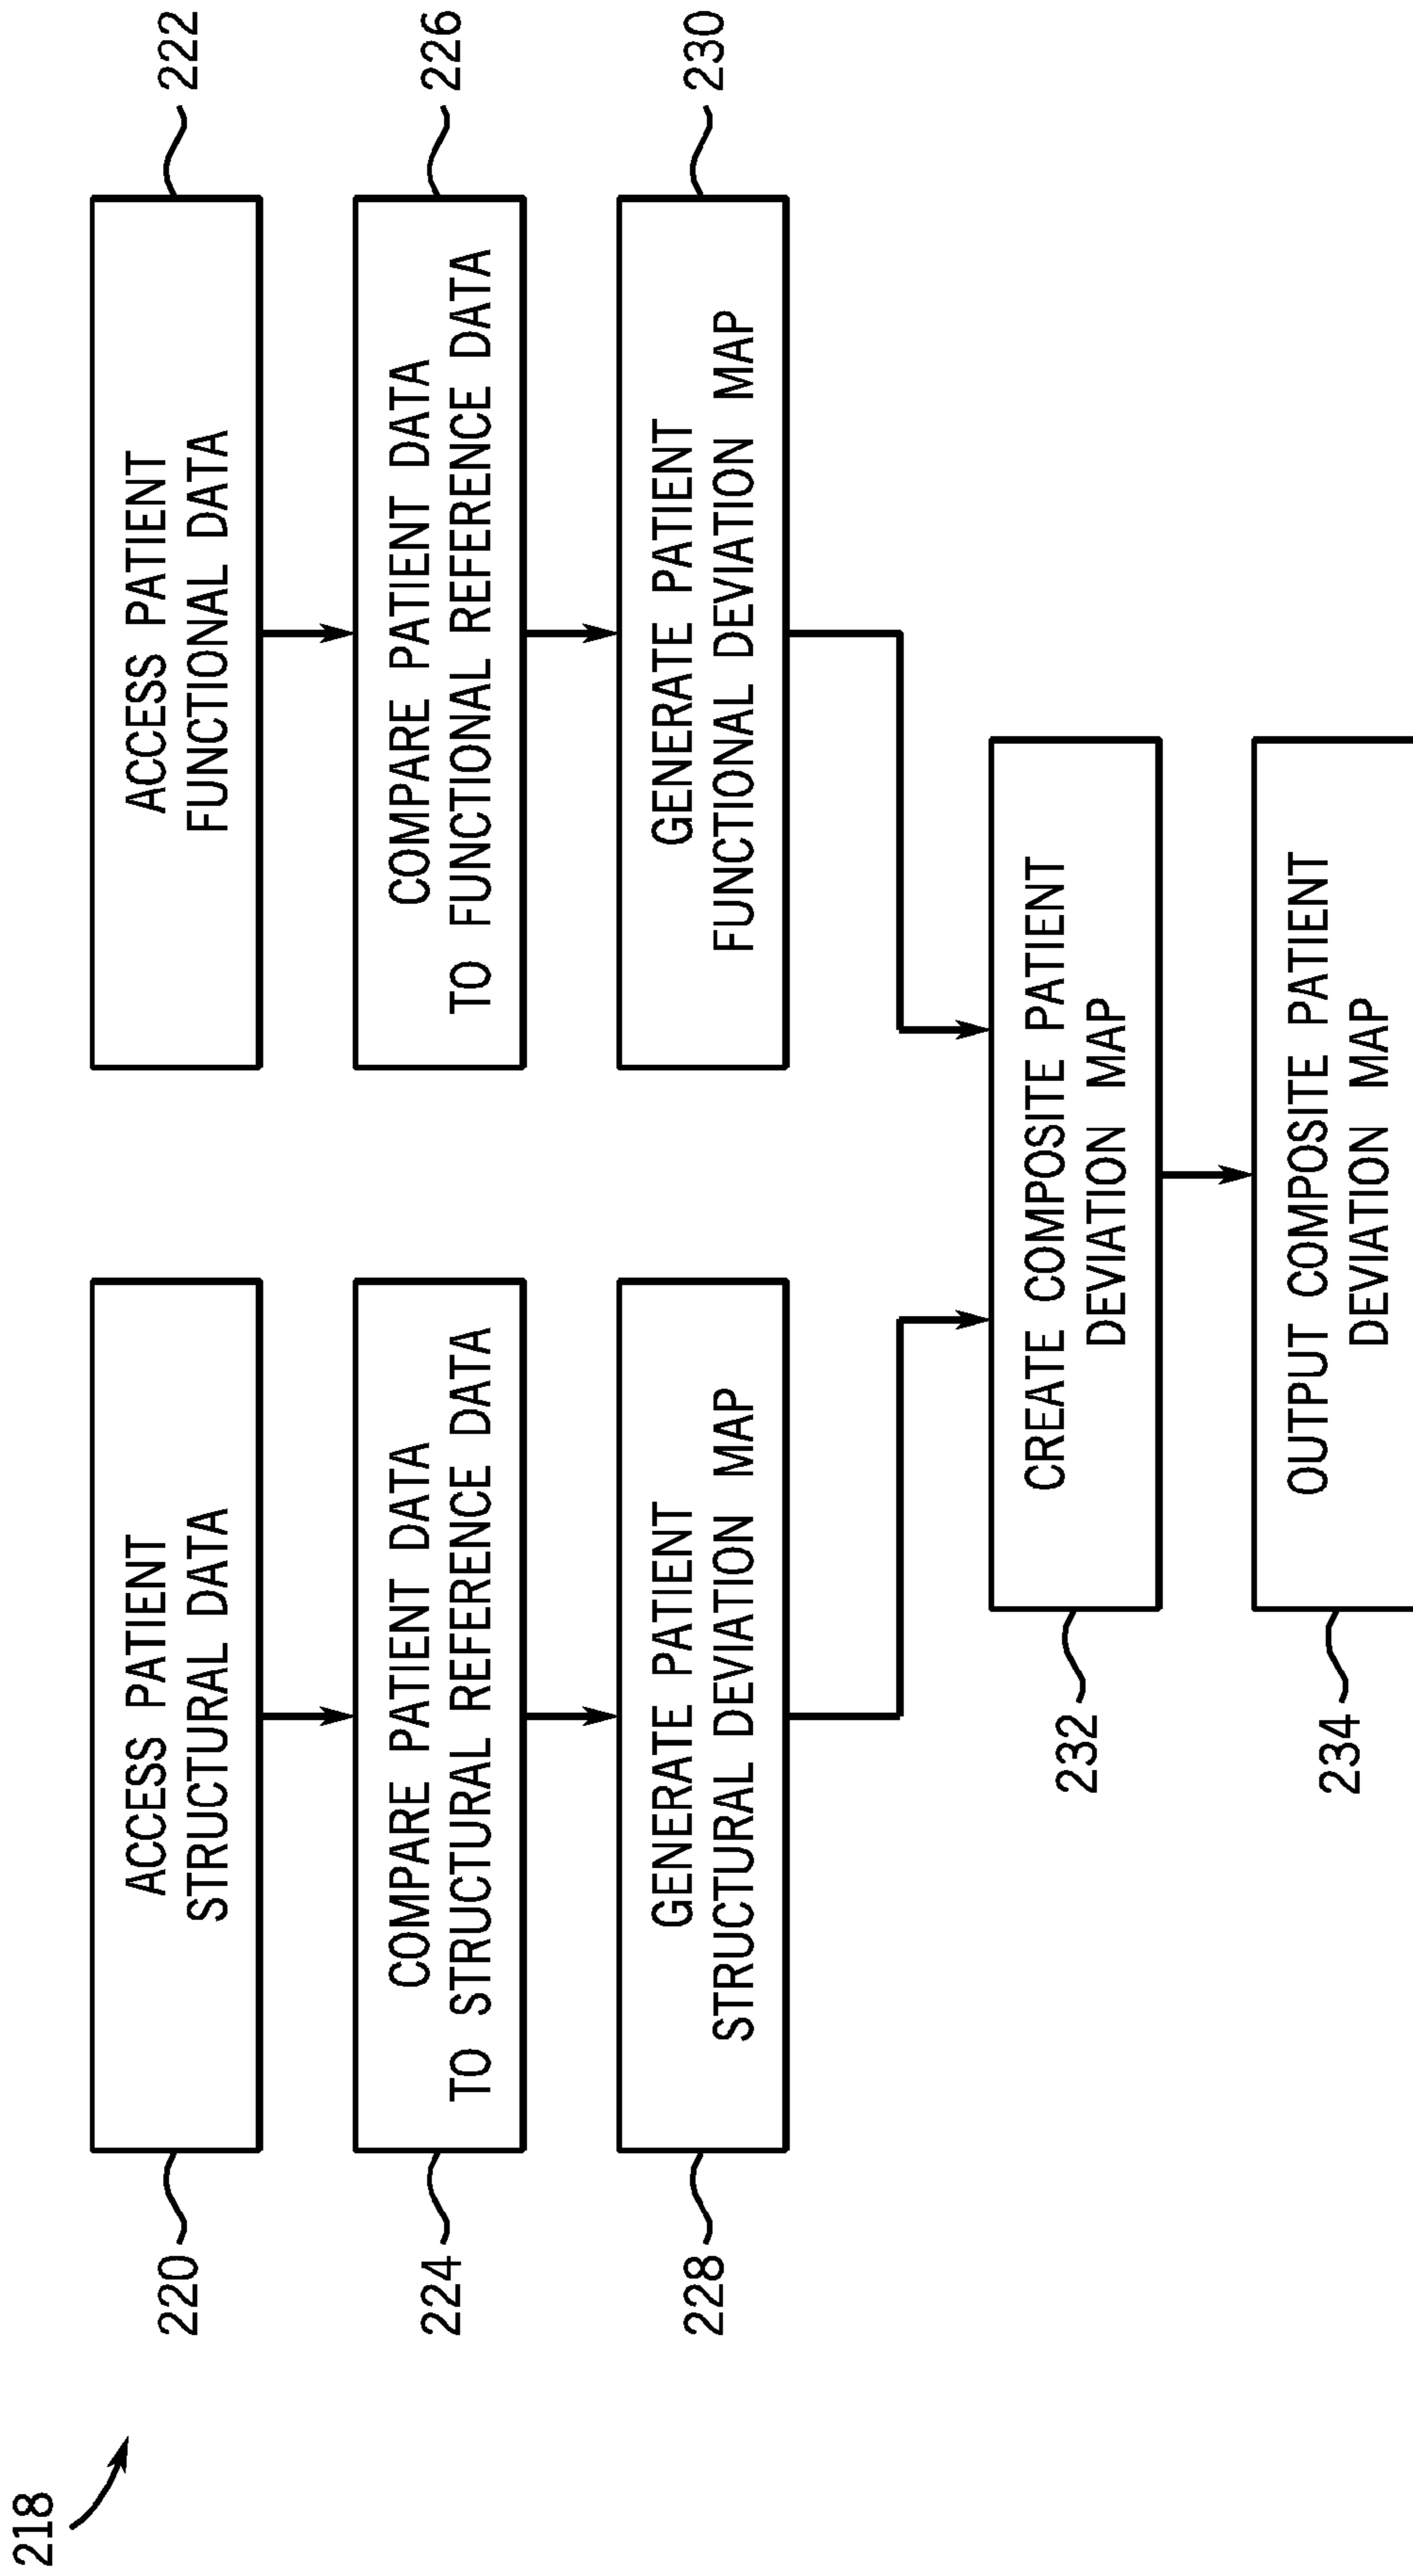 218
220
ACCESS PATIENT
STRUCTURAL DATA
ACCESS PATIENT
FUNCTIONAL DATA
222
224
COMPARE PATIENT DATA
TO STRUCTURAL REFERENCE DATA
COMPARE PATIENT DATA
TO FUNCTIONAL REFERENCE DATA
226
228
GENERATE PATIENT
STRUCTURAL DEVIATION MAP
GENERATE PATIENT
FUNCTIONAL DEVIATION MAP
230
232
CREATE COMPOSITE PATIENT
DEVIATION MAP
234
OUTPUT COMPOSITE PATIENT
DEVIATION MAP